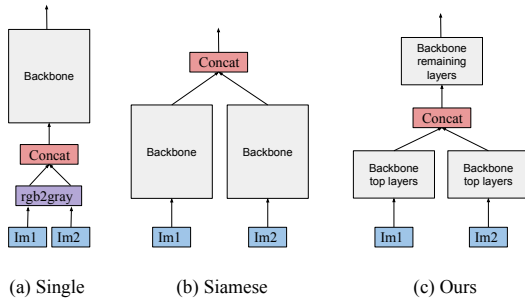 Backbone
Concat
rgb2gray
Im1 Im2
(a) Single
Concat
Backbone Backbone
Im1 Im2
(b) Siamese
Backbone
remaining
layers
Concat
Backbone Backbone
top layers top layers
Im1 Im2
(c) Ours